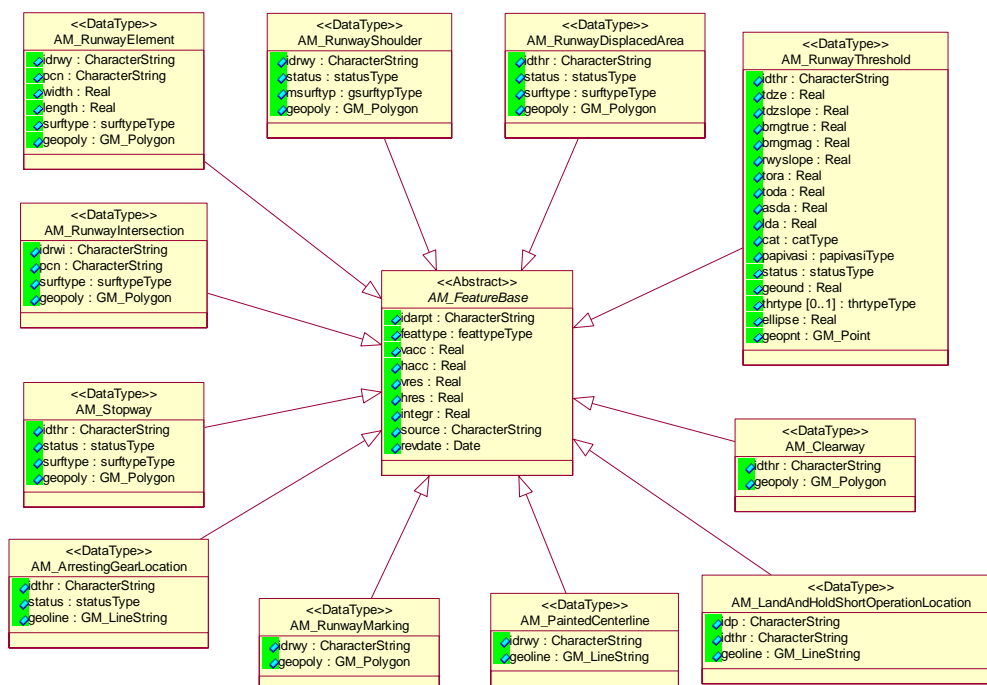 <<DataType>>
AM_RunwayElement
idrwy : CharacterString
pcn : CharacterString
width : Real
length : Real
surftype : surftypeType
geopoly : GM_Polygon
<<DataType>>
AM_RunwayShoulder
idrwy : CharacterString
status : statusType
msurftyp : gsurftypType
geopoly : GM_Polygon
<<DataType>>
AM_RunwayDisplacedArea
idthr : CharacterString
status : statusType
surftype : surftypeType
geopoly : GM_Polygon
<<DataType>>
AM_RunwayThreshold
idthr : CharacterString
tdze : Real
tdzslope : Real
brngtrue : Real
brngmag : Real
rwyslope : Real
tora : Real
toda : Real
asda : Real
lda : Real
cat : catType
papivasi : papivasiType
status : statusType
geound : Real
thrtype [0..1] : thrtypeType
ellipse : Real
geopnt : GM_Point
<<DataType>>
AM_RunwayIntersection
idrwi : CharacterString
pcn : CharacterString
surftype : surftypeType
geopoly : GM_Polygon
<<Abstract>>
AM_FeatureBase
idarpt : CharacterString
feattype : feattypeType
vacc : Real
hacc : Real
vres : Real
hres : Real
integr : Real
source : CharacterString
revdate : Date
<<DataType>>
AM_Stopway
idthr : CharacterString
status : statusType
surftype : surftypeType
geopoly : GM_Polygon
<<DataType>>
AM_Clearway
idthr : CharacterString
geopoly : GM_Polygon
<<DataType>>
AM_ArrestingGearLocation
idthr : CharacterString
status : statusType
geoline : GM_LineString
<<DataType>>
AM_RunwayMarking
idrwy : CharacterString
geopoly : GM_Polygon
<<DataType>>
AM_PaintedCenterline
idrwy : CharacterString
geoline : GM_LineString
<<DataType>>
AM_LandAndHoldShortOperationLocation
idp : CharacterString
idthr : CharacterString
geoline : GM_LineString